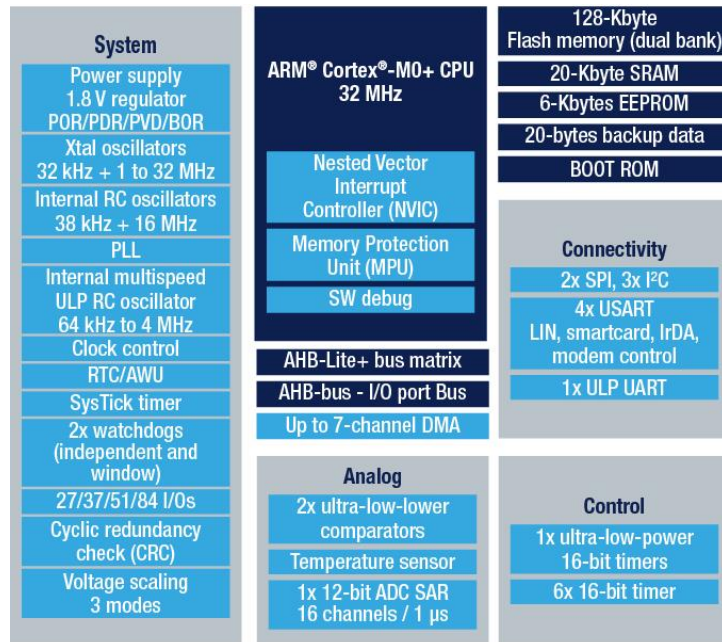 System
Power supply
1.8 V regulator
POR/PDR/PVD/BOR
Xtal oscillators
32 kHz + 1 to 32 MHz
Internal RC oscillators
38 kHz + 16 MHz
PLL
Internal multispeed
ULP RC oscillator
64 kHz to 4 MHz
Clock control
RTC/AWU
SysTick timer
2x watchdogs
(independent and
window)
27/37/51/84 I/Os
Cyclic redundancy
check (CRC)
Voltage scaling
3 modes
ARM® Cortex®-M0+ CPU
32 MHz
Nested Vector
Interrupt
Controller (NVIC)
Memory Protection
Unit (MPU)
SW debug
AHB-Lite+ bus matrix
AHB-bus - I/O port Bus
Up to 7-channel DMA
Analog
2x ultra-low-lower
comparators
Temperature sensor
1x 12-bit ADC SAR
16 channels / 1 µs
128-Kbyte
Flash memory (dual bank)
20-Kbyte SRAM
6-Kbytes EEPROM
20-bytes backup data
BOOT ROM
Connectivity
2x SPI, 3x I²C
4x USART
LIN, smartcard, IrDA,
modem control
1x ULP UART
Control
1x ultra-low-power
16-bit timers
6x 16-bit timer